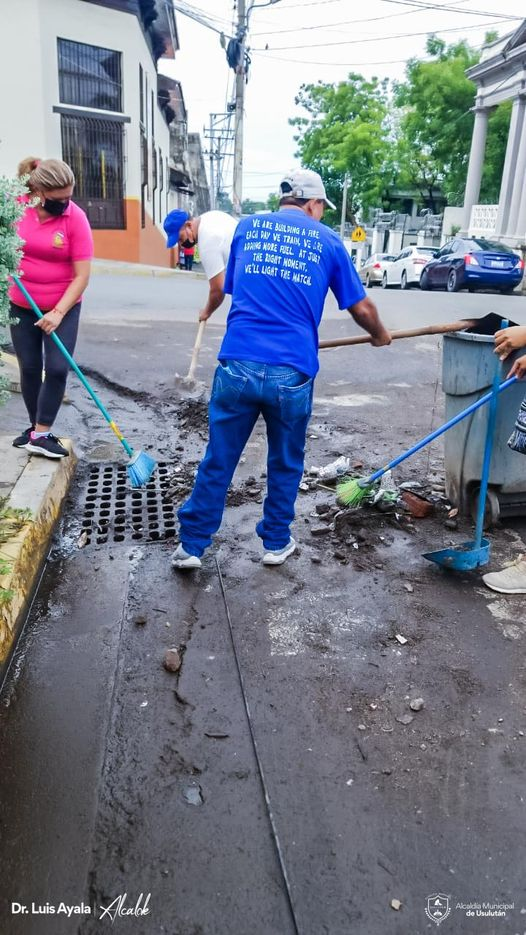 WE ARE BUILDING A FIRE.
EACH DAY WE TRAIN, WE ARE
ADDING MORE FUEL. AT JUST
THE RIGHT MOMENT,
WE'LL LIGHT THE MATCH.
Dr. Luis Ayala
Alcalde
Alcaldía Municipal
de Usulután